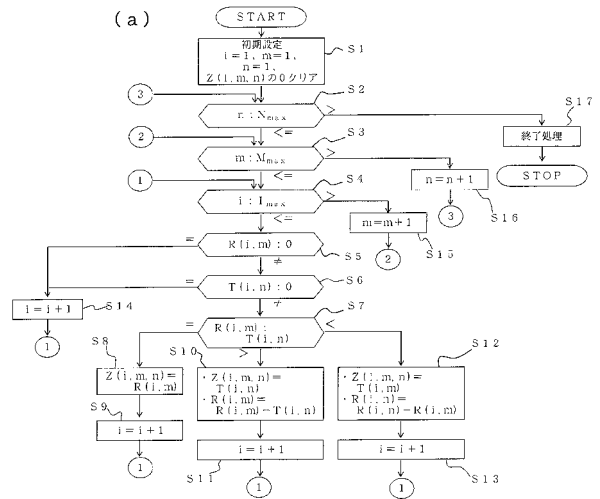 (a)
START
初期設定
i=1, m=1,
n=1,
Z(i,m,n)の0クリア
S1
3
S2
n:Nmax
>
<=
S17
終了処理
STOP
2
S3
m:Mmax
>
<=
n=n+1
S16
3
1
S4
i:Imax
>
<=
m=m+1
S15
2
=
R(i,m):0
S5
≠
S6
=
T(i,n):0
≠
i=i+1
S14
1
S7
=
R(i,m):
T(i,n)
<
>
S8
Z(i,m,n)=
R(i,m)
S9
i=i+1
1
S10
・Z(i,m,n)=
T(i,n)
・R(i,m)=
R(i,m)-T(i,n)
i=i+1
S11
1
S12
・Z(i,m,n)=
T(i,m)
・R(i,n)=
R(i,n)-R(i,m)
i=i+1
S13
1